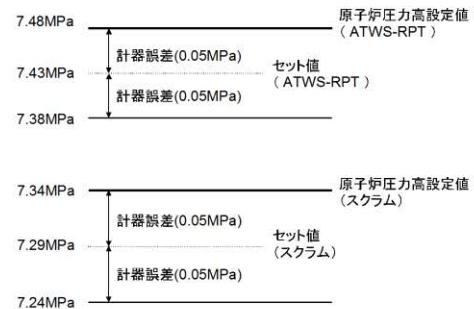 7.48MPa
原子炉圧力高設定値
（ATWS-RPT ）
計器誤差(0.05MPa)
7.43MPa
セット値
（ ATWS-RPT ）
計器誤差(0.05MPa)
7.38MPa
7.34MPa
原子炉圧力高設定値
（スクラム）
計器誤差(0.05MPa)
7.29MPa
セット値
（スクラム）
計器誤差(0.05MPa)
7.24MPa